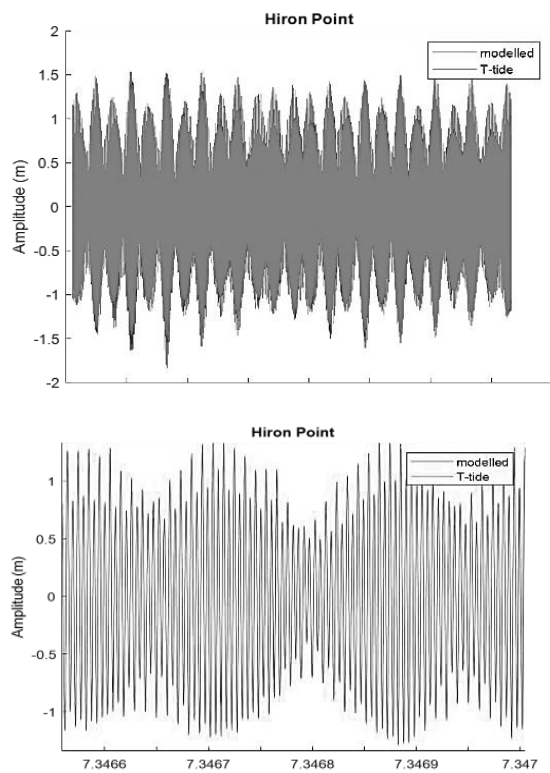 Hiron Point
2
1.5
1
0.5
0
-0.5
-1
-1.5
-2
Amplitude (m)
modelled
T-tide
Hiron Point
1
0.5
0
-0.5
-1
Amplitude (m)
modelled
T-tide
7.3466 7.3467 7.3468 7.3469 7.347